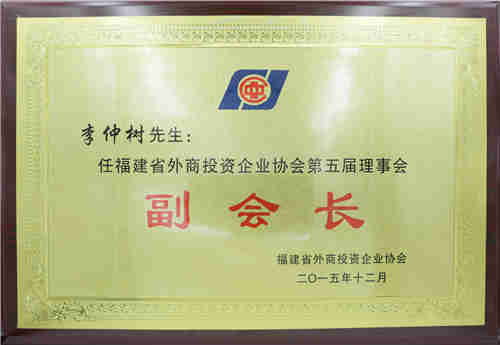 李仲树先生：
任福建省外商投资企业协会第五届理事会
副会长
福建省外商投资企业协会
二〇一五年十二月